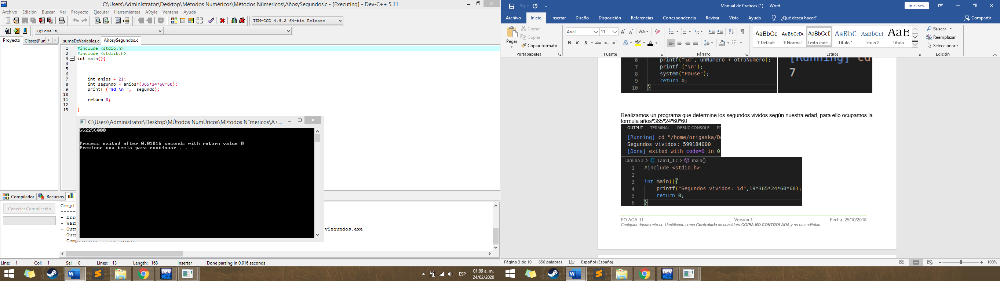 C:\Users\Administrator\Desktop\Métodos Numéricos\Mètodos Nùmericos\AñosySegundos.c - [Executing] - Dev-C++ 5.11
Archivo Edición Buscar Ver Proyecto Ejecutar Herramientas AStyle Ventana Ayuda
TDM-GCC 4.9.2 64-bit Release
(globals)
Proyecto Clases(Fun
sumaDeVariables.c AñosySegundos.c
1 #include <stdio.h>
2 #include <stdlib.h>
3 int main(){
4
5
6
7 int anios = 21;
8 int segundo = anios*(365*24*60*60);
9 printf ("%d \n ", segundo);
10
11 return 0;
12
13 }
C:\Users\Administrator\Desktop\MÚtodos NumÚricos\MÞtodos N¨mericos\A±...
662256000
--------------------------------
Process exited after 0.01816 seconds with return value 0
Presione una tecla para continuar . . .
Compilador Recursos
Cancelar Compilación
Compil
- Erro
- Warn
- Outp ySegundos.exe
- Outp
Line: 1 Col: 1 Sel: 0 Lines: 13 Length: 168 Insertar Done parsing in 0.016 seconds
ESP
01:09 a. m.
24/02/2020
Manual de Praticas (1) - Word
Inic. ses.
Archivo Inicio Insertar Diseño Disposición Referencias Correspondencia Revisar Vista Ayuda ¿Qué desea hacer? Compartir
Pegar
Cortar
Copiar
Copiar formato
Portapapeles
Arial 11
N K S abc x₂ x²
Fuente
Párrafo
AaBbCc AaBbCcDc AaBbCcD AaBbC AaBbCcI AaB
¶ Default ¶ Normal Texto inde... Título 1 Título 2 Título
Estilos
Buscar
Reemplazar
Seleccionar
Edición
6 printf("%d", unNumero + otroNumero);
7 printf ("\n");
8 system("Pause");
9 return 0;
10 }
[Running] cd
7
Realizamos un programa que determine los segundos vividos según nuestra edad, para ello ocupamos la
formula años*365*24*60*60
OUTPUT TERMINAL DEBUG CONSOLE PR
[Running] cd "/home/origaska/Do
Segundos vividos: 599184000
[Done] exited with code=0 in 0
Lamina 3 > C Lam3_3.c > main()
1 #include <stdio.h>
2
3 int main(){
4 printf("Segundos vividos: %d",19*365*24*60*60);
5 return 0;
6 }
FO-ACA-11 Versión 1 Fecha: 25/10/2018
Cualquier documento no identificado como Controlado se considera COPIA NO CONTROLADA y no es auditable.
Página 3 de 10 656 palabras Español (España) 100%